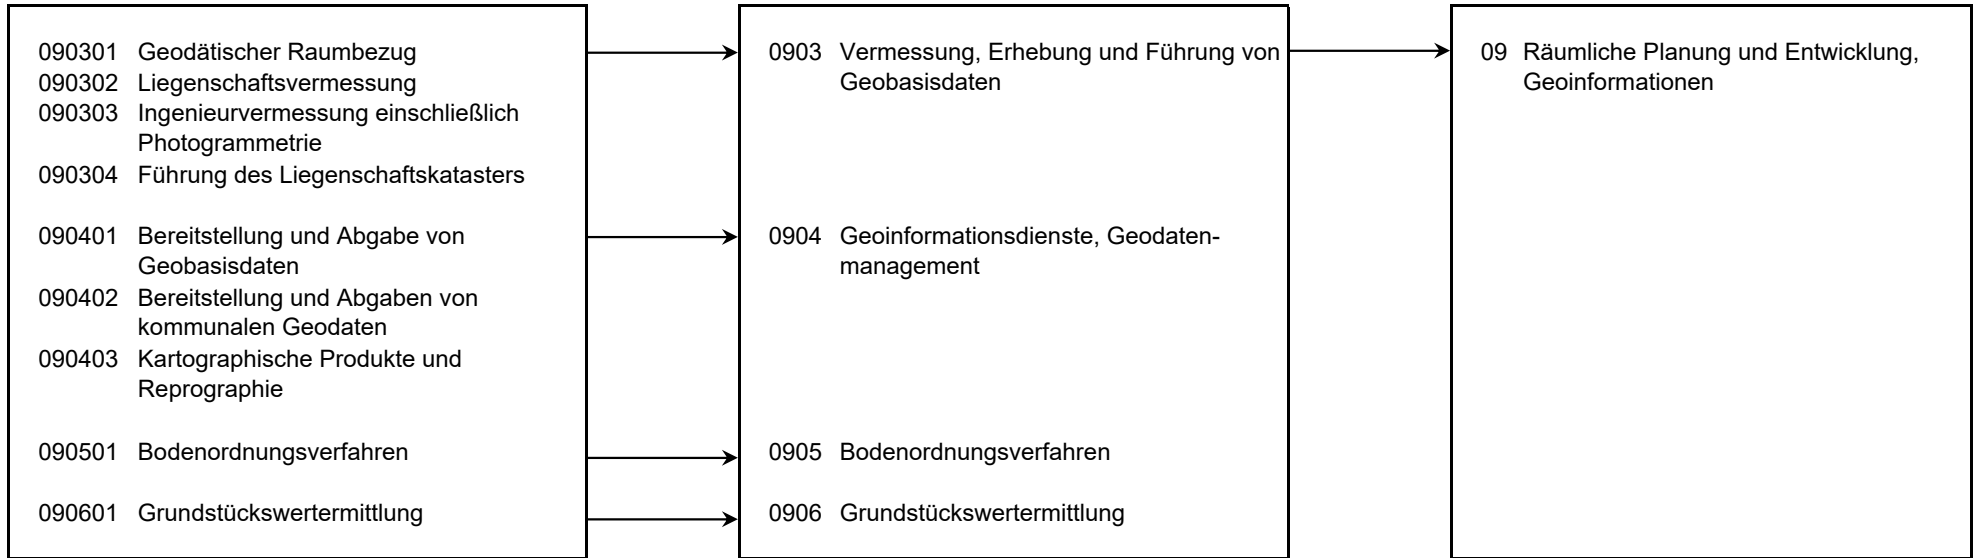 090301 Geodätischer Raumbezug
090302 Liegenschaftsvermessung
090303 Ingenieurvermessung einschließlich
Photogrammetrie
090304 Führung des Liegenschaftskatasters
090401 Bereitstellung und Abgabe von
Geobasisdaten
090402 Bereitstellung und Abgaben von
kommunalen Geodaten
090403 Kartographische Produkte und
Reprographie
090501 Bodenordnungsverfahren
090601 Grundstückswertermittlung
0903 Vermessung, Erhebung und Führung von
Geobasisdaten
0904 Geoinformationsdienste, Geodaten-
management
0905 Bodenordnungsverfahren
0906 Grundstückswertermittlung
09 Räumliche Planung und Entwicklung,
Geoinformationen